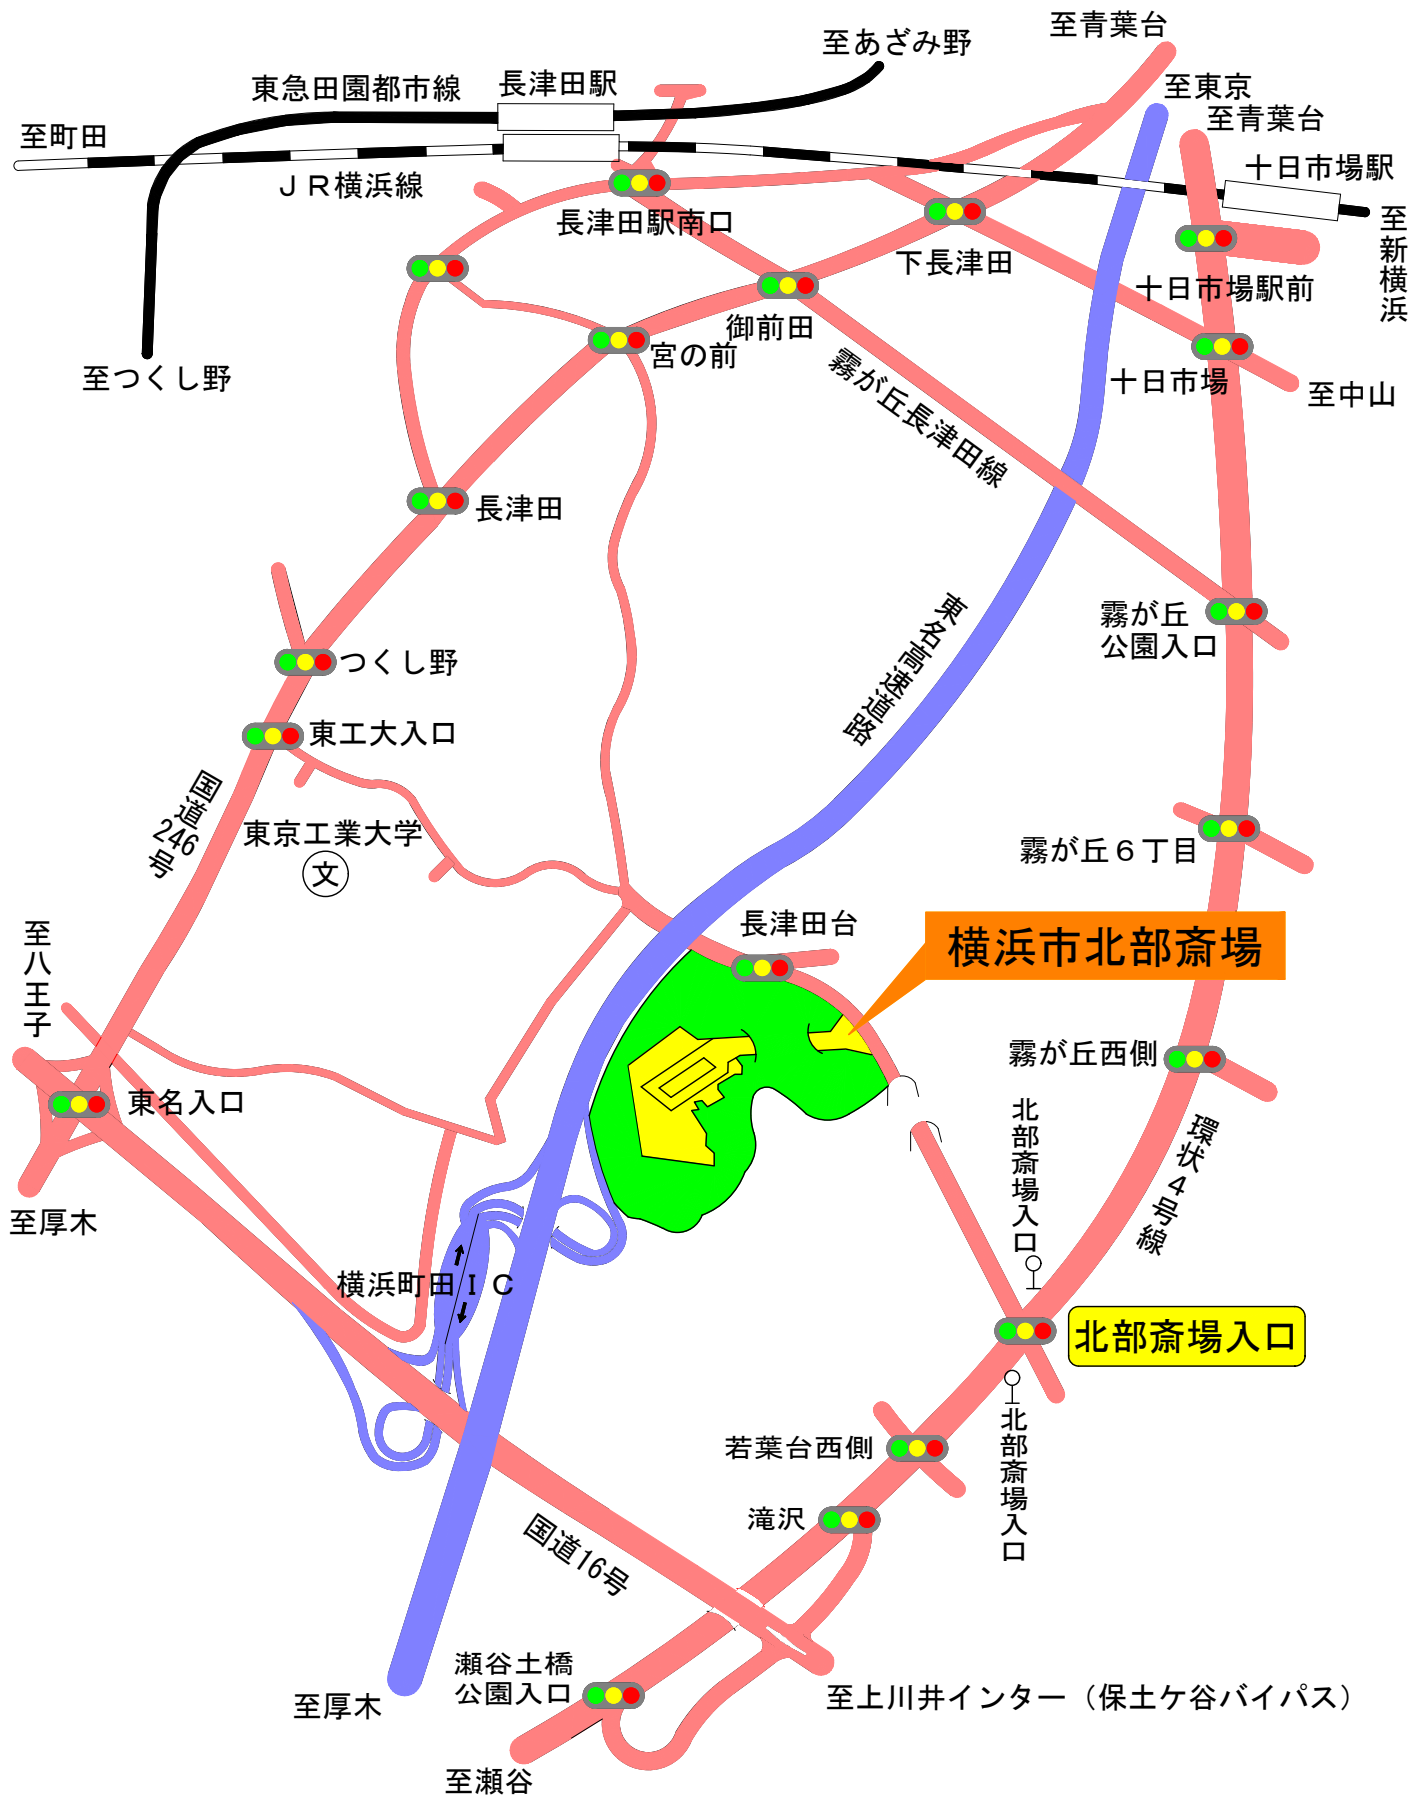 至青葉台
至あざみ野
東急田園都市線
長津田駅
至東京
至青葉台
至町田
十日市場駅
ＪＲ横浜線
長津田駅南口
至新横浜
下長津田
十日市場駅前
御前田
宮の前
至つくし野
十日市場
至中山
霧が丘長津田線
長津田
霧が丘
公園入口
東名高速道路
つくし野
東工大入口
国道246号
東京工業大学
文
霧が丘６丁目
長津田台
横浜市北部斎場
至八王子
霧が丘西側
東名入口
北部斎場入口
環状４号線
至厚木
横浜町田ＩＣ
北部斎場入口
若葉台西側
北部斎場入口
滝沢
国道16号
瀬谷土橋
公園入口
至厚木
至上川井インター（保土ケ谷バイパス）
至瀬谷